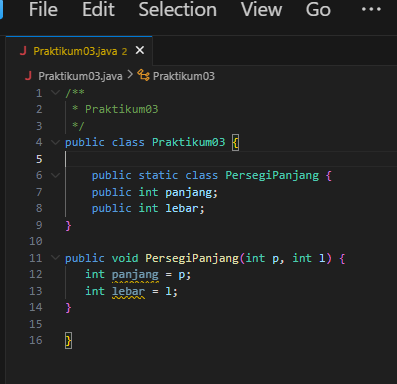 File Edit Selection View Go ···
J Praktikum03.java 2 ×
J Praktikum03.java > Praktikum03
1 /**
2 * Praktikum03
3 */
4 public class Praktikum03 {
5
6 public static class PersegiPanjang {
7 public int panjang;
8 public int lebar;
9 }
10
11 public void PersegiPanjang(int p, int l) {
12 int panjang = p;
13 int lebar = l;
14 }
15
16 }